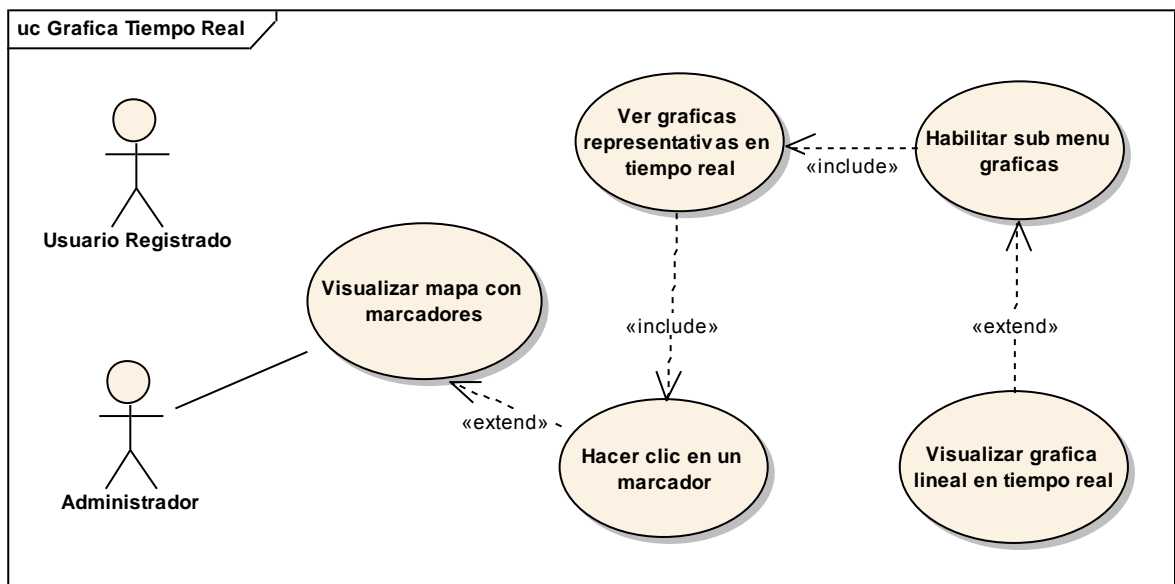 uc Grafica Tiempo Real
Usuario Registrado
Administrador
Visualizar mapa con
marcadores
«extend»
Ver graficas
representativas en
tiempo real
«include»
Hacer clic en un
marcador
«include»
Habilitar sub menu
graficas
«extend»
Visualizar grafica
lineal en tiempo real